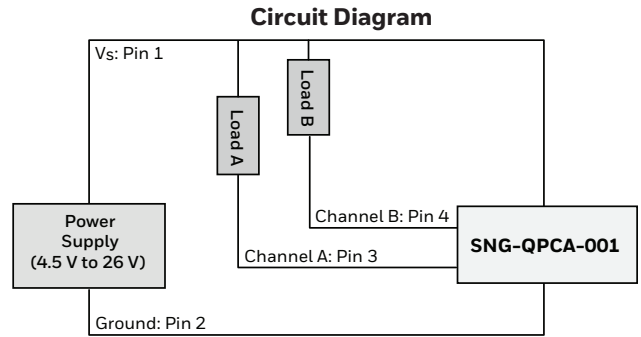 Circuit Diagram
Vs: Pin 1
Load A
Load B
Power
Supply
(4.5 V to 26 V)
Channel B: Pin 4
SNG-QPCA-001
Channel A: Pin 3
Ground: Pin 2